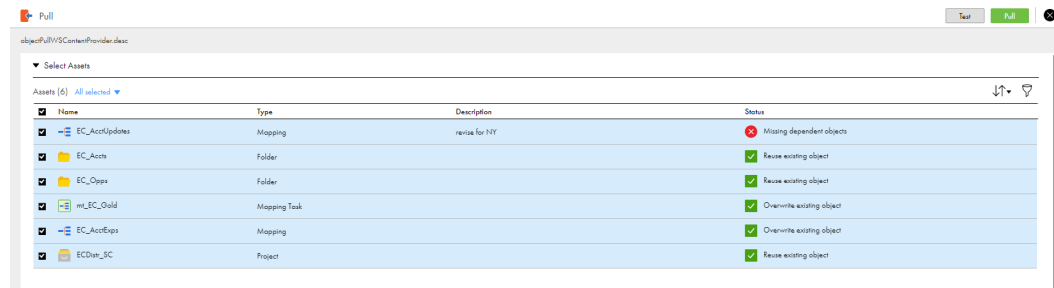 Pull
Test
Pull
objectPullWSContentProvider.desc
Select Assets
Assets (6) All selected
Name Type Description Status
EC_AcctUpdates Mapping revise for NY Missing dependent objects
EC_Accts Folder Reuse existing object
EC_Opps Folder Reuse existing object
mt_EC_Gold Mapping Task Overwrite existing object
EC_AcctExps Mapping Overwrite existing object
ECDistr_SC Project Reuse existing object